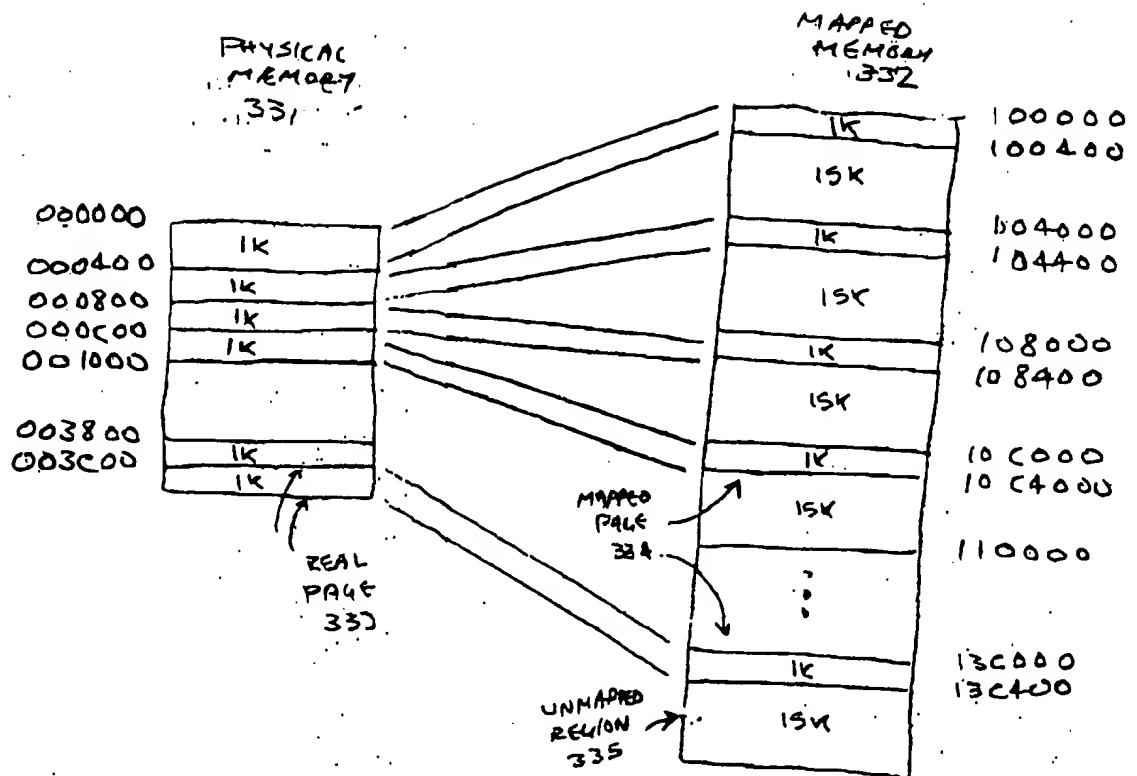 PHYSICAL
MEMORY
331
MAPPED
MEMORY
332
000000
000400
000800
000C00
001000
003800
003C00
1K
1K
1K
1K
1K
1K
REAL
PAGE
333
1K
15K
1K
15K
1K
15K
1K
15K
1K
15K
100000
100400
104000
104400
108000
108400
10C000
10C4000
110000
13C000
13C400
MAPPED
PAGE
334
UNMAPPED
REGION
335